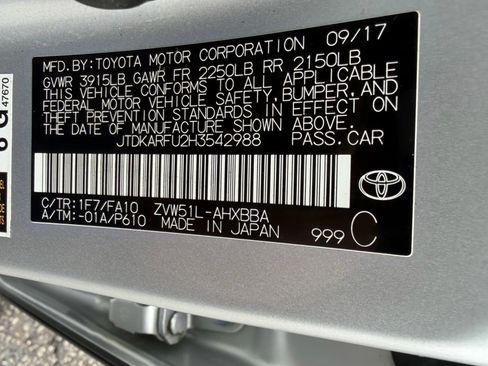 MFD.BY:TOYOTA MOTOR CORPORATION 09/17
GVWR 3915LB GAWR FR 2250LB RR 2150LB
THIS VEHICLE CONFORMS TO ALL APPLICABLE
FEDERAL MOTOR VEHICLE SAFETY,BUMPER,AND
THEFT PREVENTION STANDARDS IN EFFECT ON
THE DATE OF MANUFACTURE SHOWN ABOVE.
JTDKARFU2H3542988 PASS.CAR
C/TR:1F7/FA10 ZVW51L-AHXBBA
A/TM:-01A/P610 MADE IN JAPAN 999 C
TOYOTA
47670